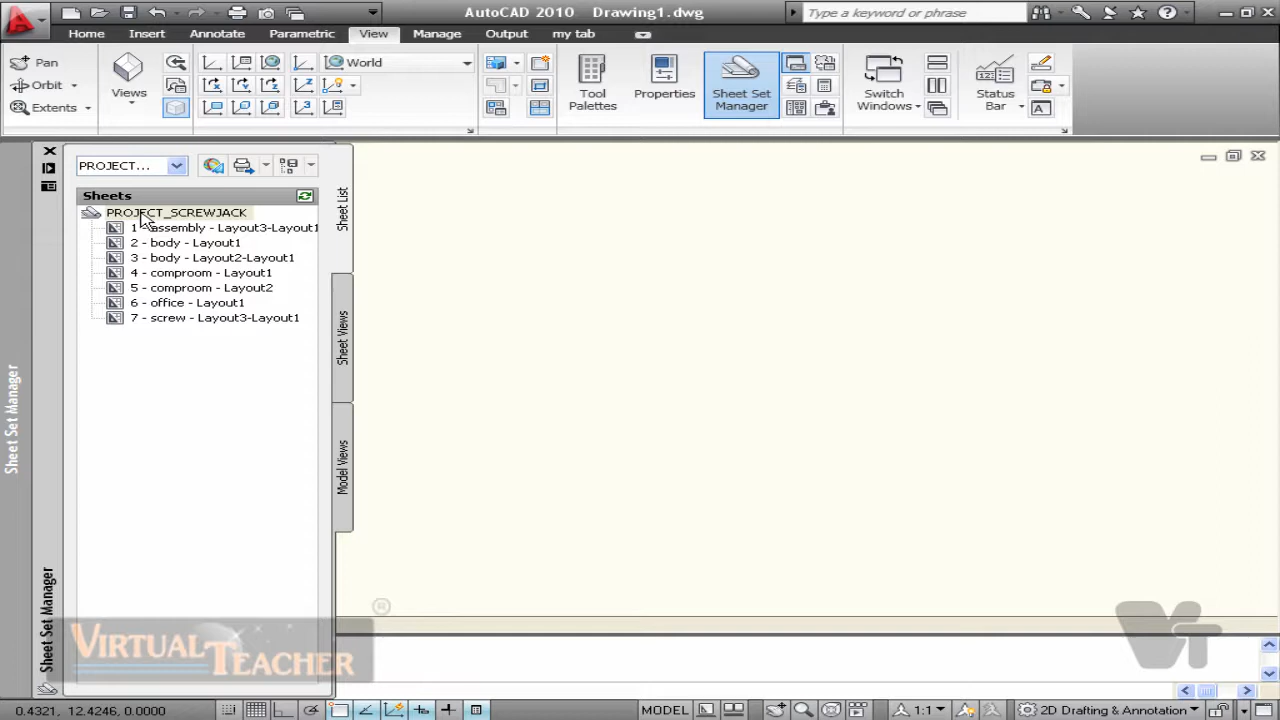 AutoCAD 2010 Drawing1.dwg
Type a keyword or phrase
Home Insert Annotate Parametric View Manage Output my tab
Pan
Orbit
Extents
Views
World
Tool Palettes
Properties
Sheet Set Manager
Switch Windows
Status Bar
PROJECT...
Sheets
PROJECT_SCREWJACK
1 - assembly - Layout3-Layout1
2 - body - Layout1
3 - body - Layout2-Layout1
4 - comproom - Layout1
5 - comproom - Layout2
6 - office - Layout1
7 - screw - Layout3-Layout1
Sheet List
Sheet Views
Model Views
Sheet Set Manager
Sheet Set Manager
VIRTUAL TEACHER
VT
®
0.4321, 12.4246, 0.0000
MODEL
1:1
2D Drafting & Annotation